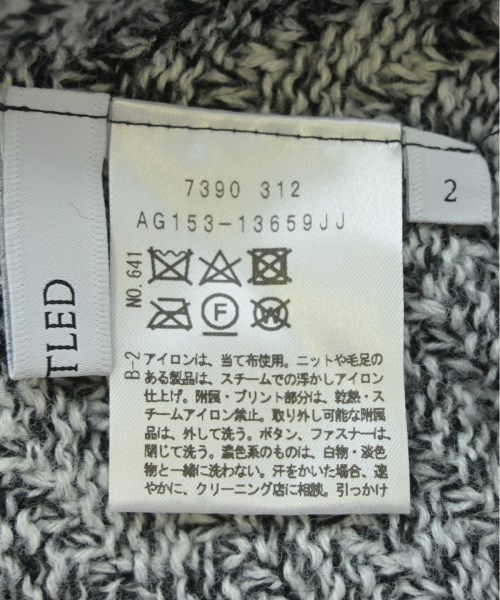 7390 312
AG153-13659JJ
NO.641
F
W
B-2
アイロンは、当て布使用。ニットや毛足の
ある製品は、スチームでの浮かしアイロン
仕上げ。附属・プリント部分は、乾熱・ス
チームアイロン禁止。取り外し可能な附属
品は、外して洗う。ボタン、ファスナーは、
閉じて洗う。濃色系のものは、白物・淡色
物と一緒に洗わない。汗をかいた場合、速
やかに、クリーニング店に相談。引っかけ
TLED
2